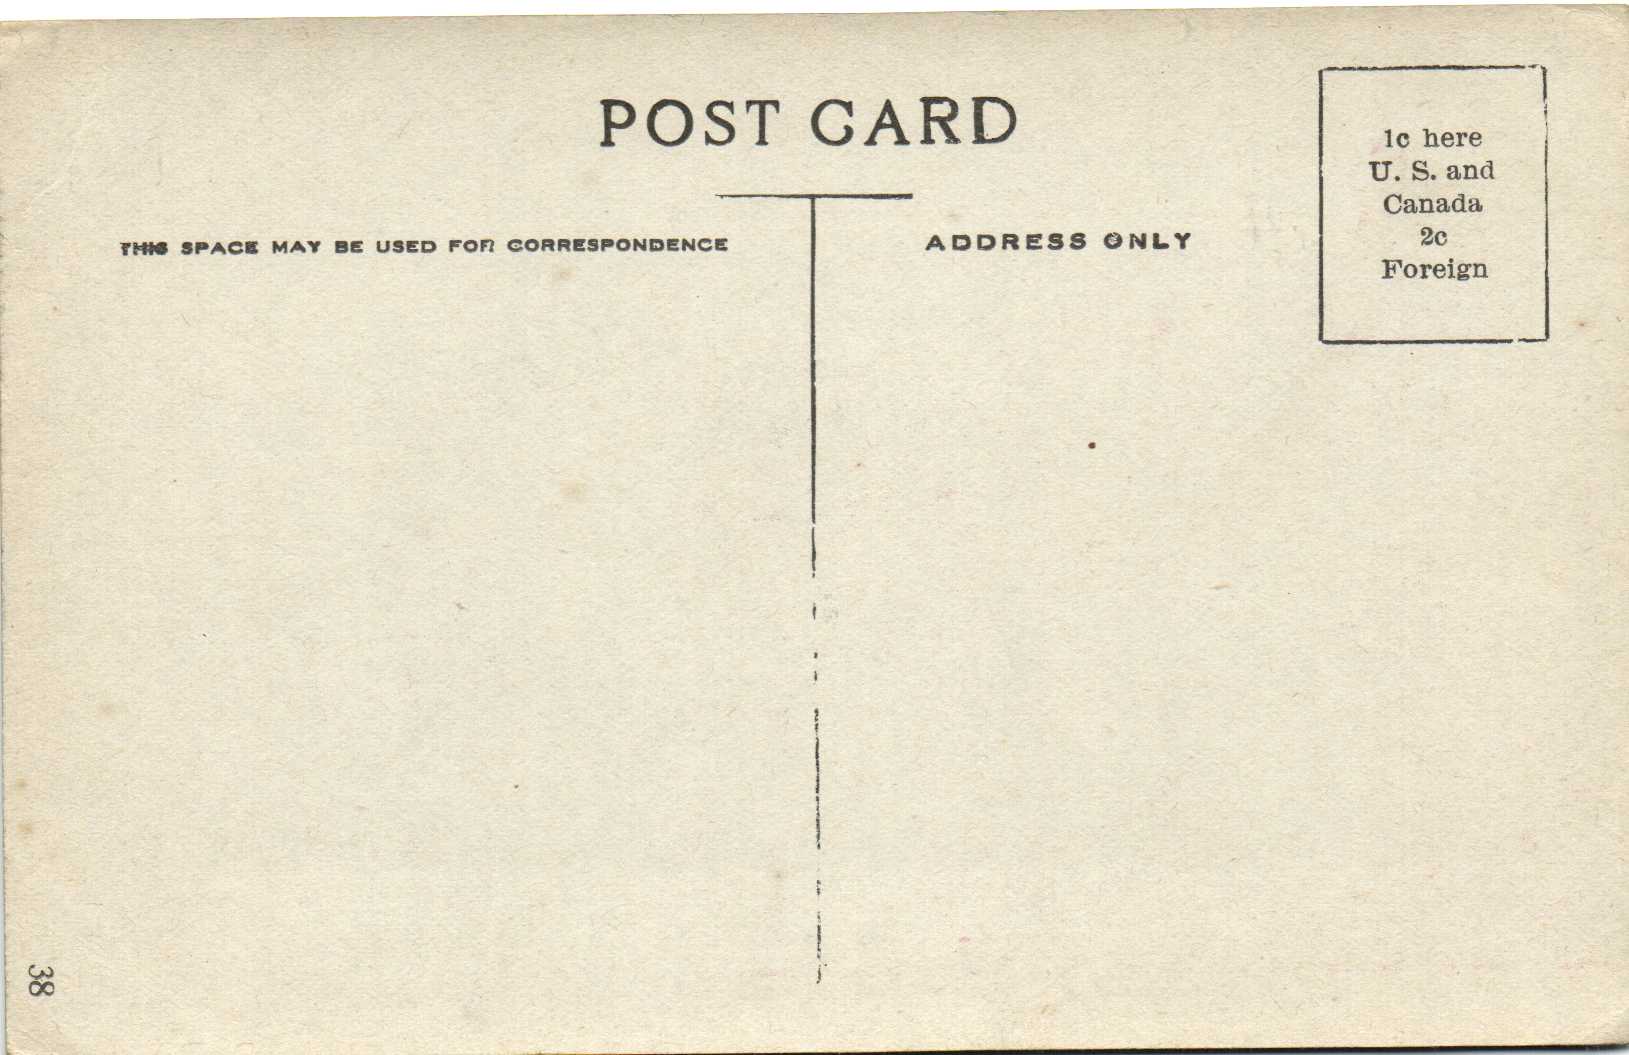 POST CARD
THIS SPACE MAY BE USED FOR CORRESPONDENCE
ADDRESS ONLY
1c here
U. S. and
Canada
2c
Foreign
38